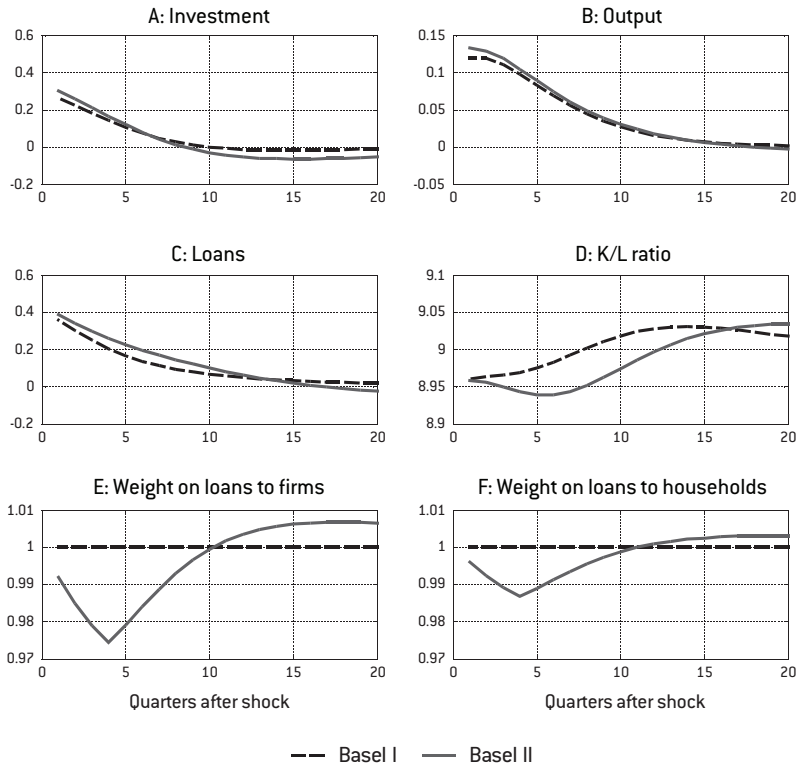 A: Investment
0.6
0.4
0.2
0
-0.2
0 5 10 15 20
B: Output
0.15
0.1
0.05
0
-0.05
0 5 10 15 20
C: Loans
0.6
0.4
0.2
0
-0.2
0 5 10 15 20
D: K/L ratio
9.1
9.05
9
8.95
8.9
0 5 10 15 20
E: Weight on loans to firms
1.01
1
0.99
0.98
0.97
0 5 10 15 20
Quarters after shock
F: Weight on loans to households
1.01
1
0.99
0.98
0.97
0 5 10 15 20
Quarters after shock
Basel I Basel II